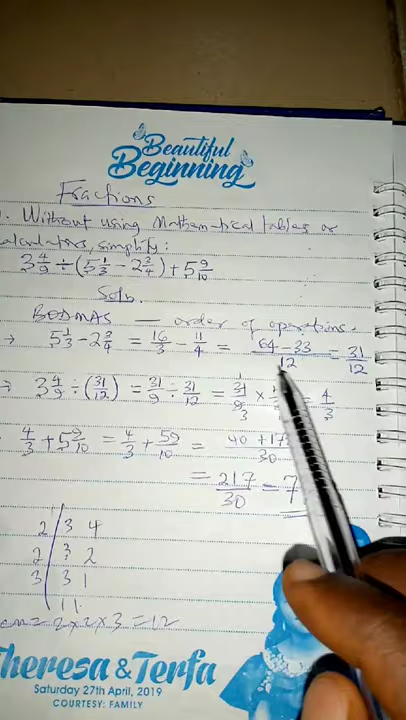 Beautiful
Beginning
Fractions
. Without using Mathematical tables or
calculators, simplify:
3 4/9 ÷ (5 1/3 − 2 3/4) + 5 9/10
Soln.
BODMAS — order of operations.
→ 5 1/3 − 2 3/4 = 16/3 − 11/4 = 64 − 33/12 = 31/12
→ 3 4/9 ÷ (31/12) = 31/9 ÷ 31/12 = 31/9 × = 4/3
4/3 + 5 9/10 = 4/3 + 59/10 = 40 + 17/30
= 217/30 = 7
2 | 3 4
2 | 3 2
3 | 3 1
1 1
= 2×2×3 = 12
Theresa & Terfa
Saturday 27th April, 2019
COURTESY: FAMILY